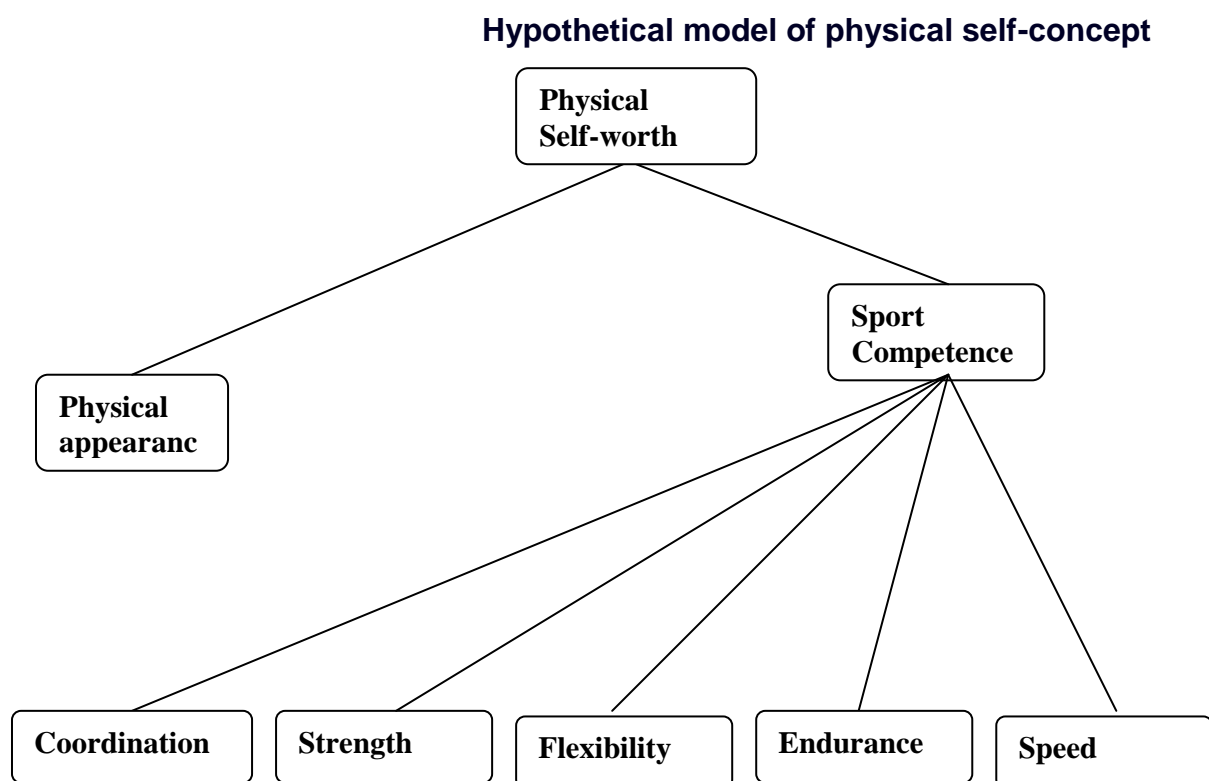 Hypothetical model of physical self-concept
Physical
Self-worth
Sport
Competence
Physical
appearanc
Coordination
Strength
Flexibility
Endurance
Speed